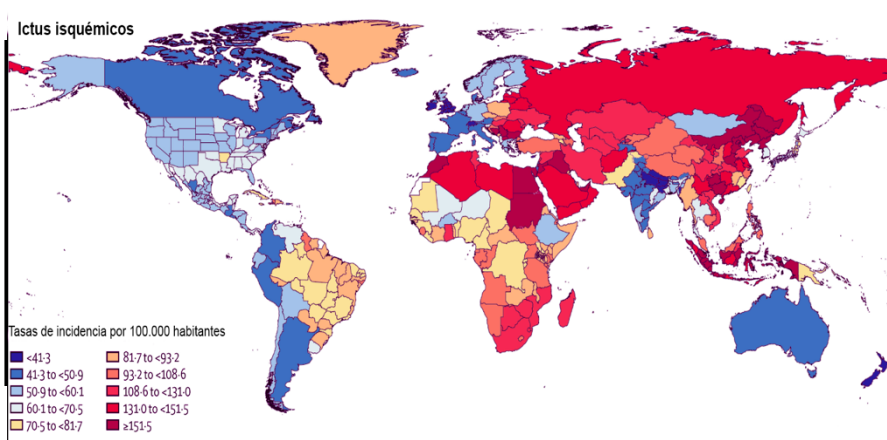 Ictus isquémicos
Tasas de incidencia por 100.000 habitantes
<41·3
41·3 to <50·9
50·9 to <60·1
60·1 to <70·5
70·5 to <81·7
81·7 to <93·2
93·2 to <108·6
108·6 to <131·0
131·0 to <151·5
≥151·5